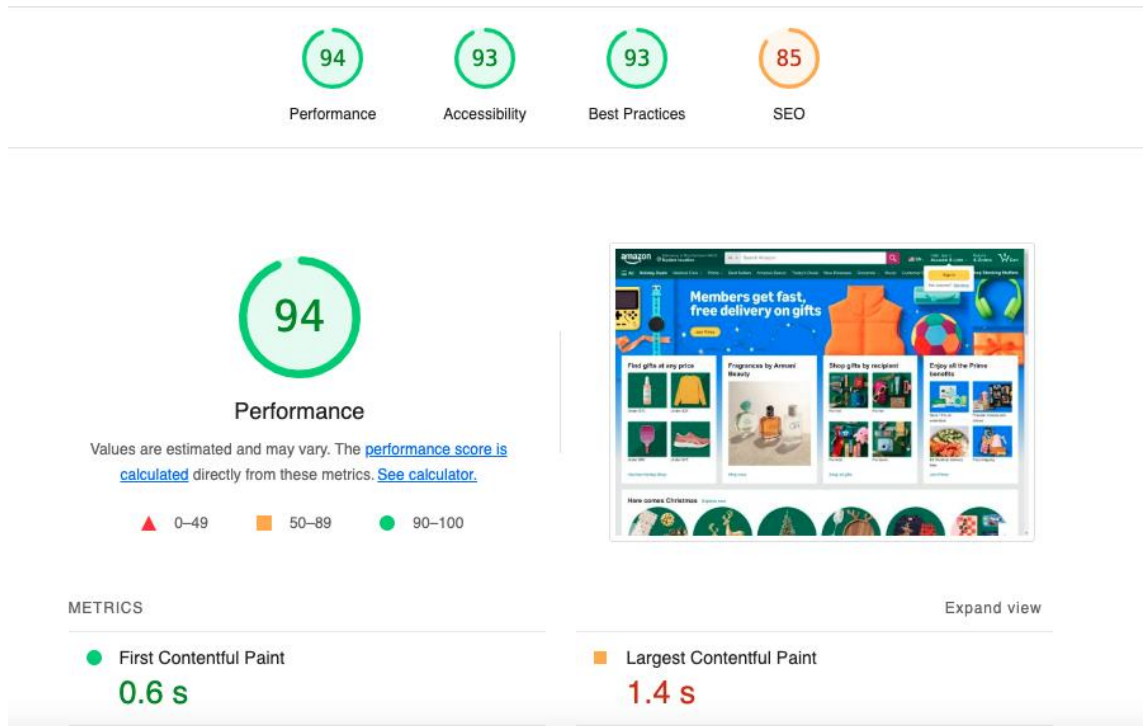 94
93
93
85
Performance
Accessibility
Best Practices
SEO
94
Performance
Values are estimated and may vary. The performance score is
calculated directly from these metrics. See calculator.
0–49
50–89
90–100
amazon
Search Amazon
Members get fast,
free delivery on gifts
Find gifts at any price
Fragrances by Armani
Beauty
Shop gifts by recipient
Enjoy all the Prime
benefits
Here comes Christmas
METRICS
Expand view
First Contentful Paint
0.6 s
Largest Contentful Paint
1.4 s